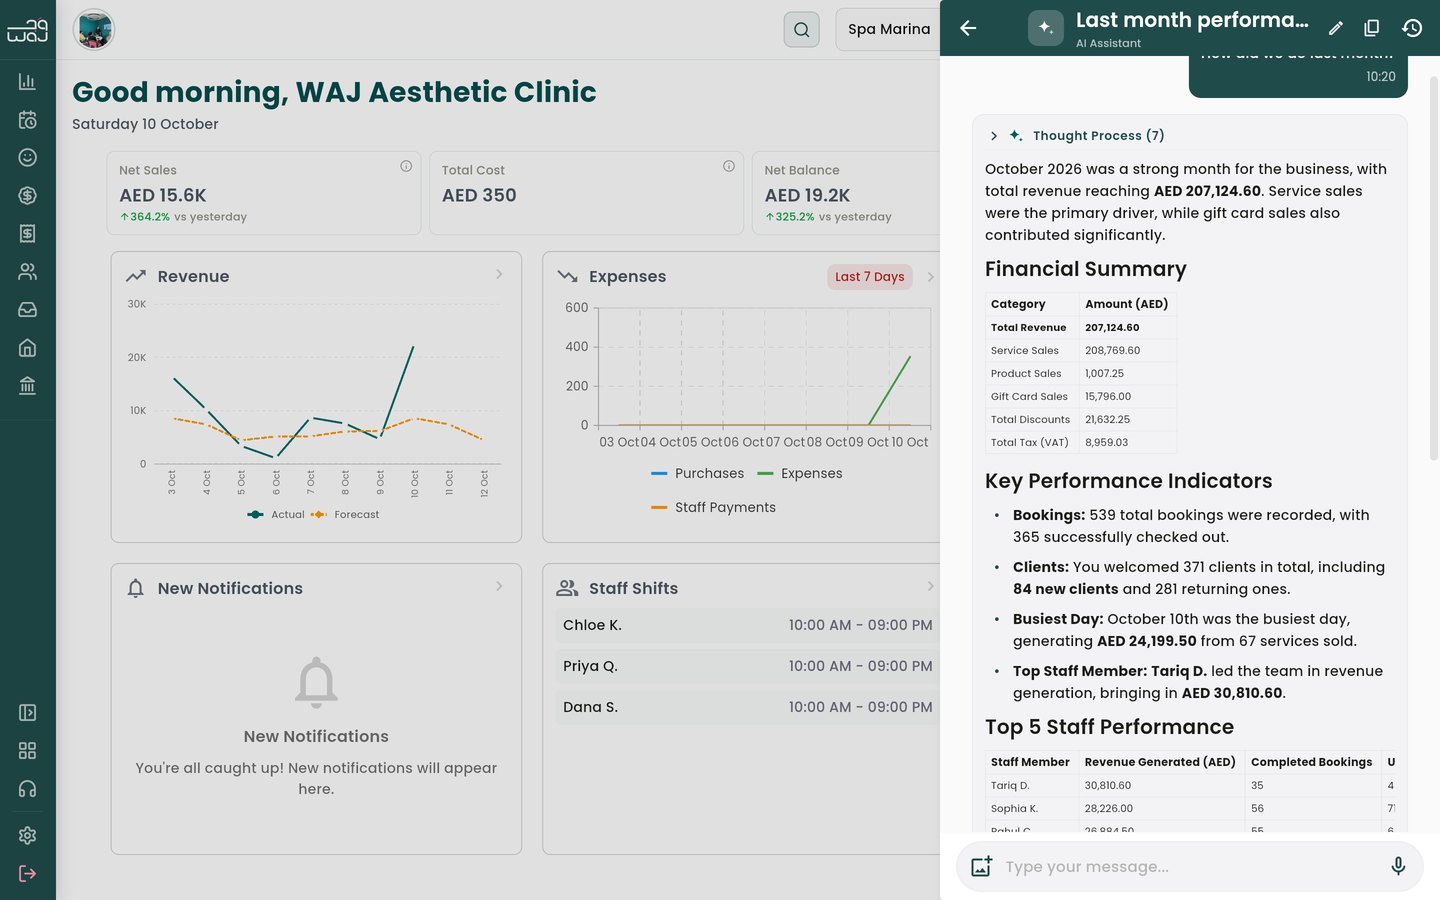 waj
Spa Marina
Good morning, WAJ Aesthetic Clinic
Saturday 10 October
Net Sales
AED 15.6K
↑364.2% vs yesterday
Total Cost
AED 350
Net Balance
AED 19.2K
↑325.2% vs yesterday
Revenue
30K
20K
10K
0
3 Oct 4 Oct 5 Oct 6 Oct 7 Oct 8 Oct 9 Oct 10 Oct 11 Oct 12 Oct
Actual Forecast
Expenses
Last 7 Days
600
400
200
0
03 Oct 04 Oct 05 Oct 06 Oct 07 Oct 08 Oct 09 Oct 10 Oct
Purchases Expenses
Staff Payments
New Notifications
New Notifications
You're all caught up! New notifications will appear
here.
Staff Shifts
Chloe K. 10:00 AM - 09:00 PM
Priya Q. 10:00 AM - 09:00 PM
Dana S. 10:00 AM - 09:00 PM
Last month performa...
AI Assistant
How did we do last month?
10:20
Thought Process (7)
October 2026 was a strong month for the business, with
total revenue reaching AED 207,124.60. Service sales
were the primary driver, while gift card sales also
contributed significantly.
Financial Summary
Category Amount (AED)
Total Revenue 207,124.60
Service Sales 208,769.60
Product Sales 1,007.25
Gift Card Sales 15,796.00
Total Discounts 21,632.25
Total Tax (VAT) 8,959.03
Key Performance Indicators
• Bookings: 539 total bookings were recorded, with
365 successfully checked out.
• Clients: You welcomed 371 clients in total, including
84 new clients and 281 returning ones.
• Busiest Day: October 10th was the busiest day,
generating AED 24,199.50 from 67 services sold.
• Top Staff Member: Tariq D. led the team in revenue
generation, bringing in AED 30,810.60.
Top 5 Staff Performance
Staff Member Revenue Generated (AED) Completed Bookings U
Tariq D. 30,810.60 35 4
Sophia K. 28,226.00 56 71
Rahul C. 26,884.50 55 6
Type your message...